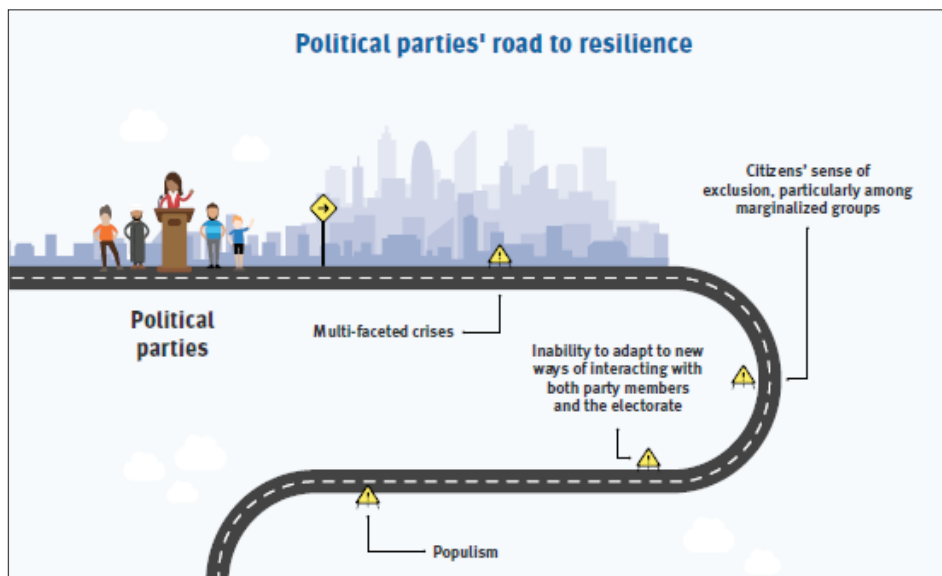 Political parties' road to resilience
Citizens' sense of
exclusion, particularly among
marginalized groups
Political
parties
Multi-faceted crises
Inability to adapt to new
ways of interacting with
both party members
and the electorate
Populism